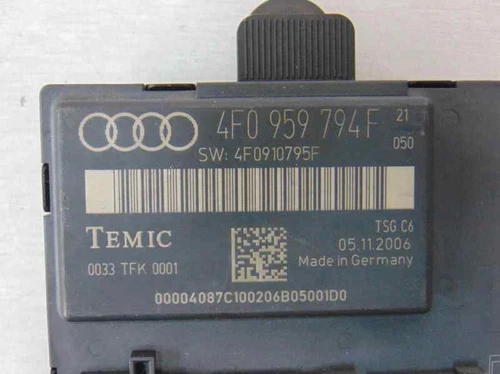 4F0 959 794F 21
050
SW: 4F0910795F
TSG C6
TEMIC
05.11.2006
0033 TFK 0001
Made in Germany
00004087C100206B05001D0